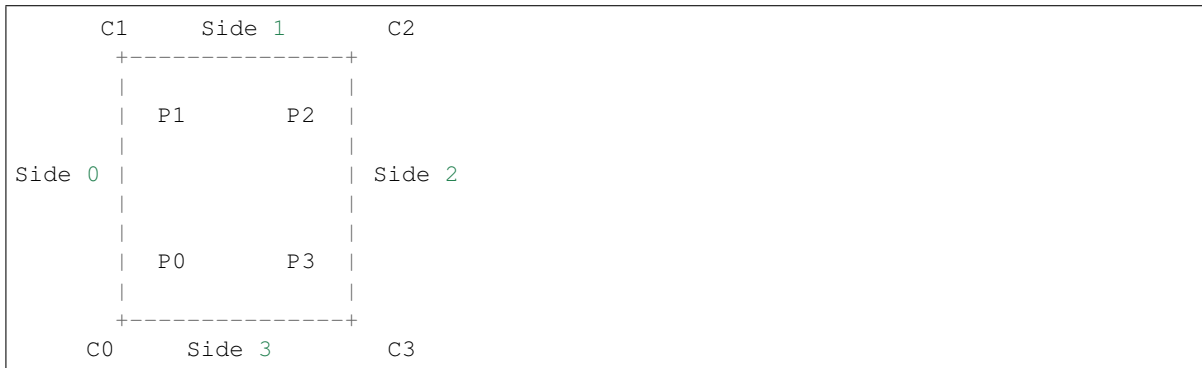 C1 Side 1 C2
P1 P2
Side 0 Side 2
P0 P3
C0 Side 3 C3